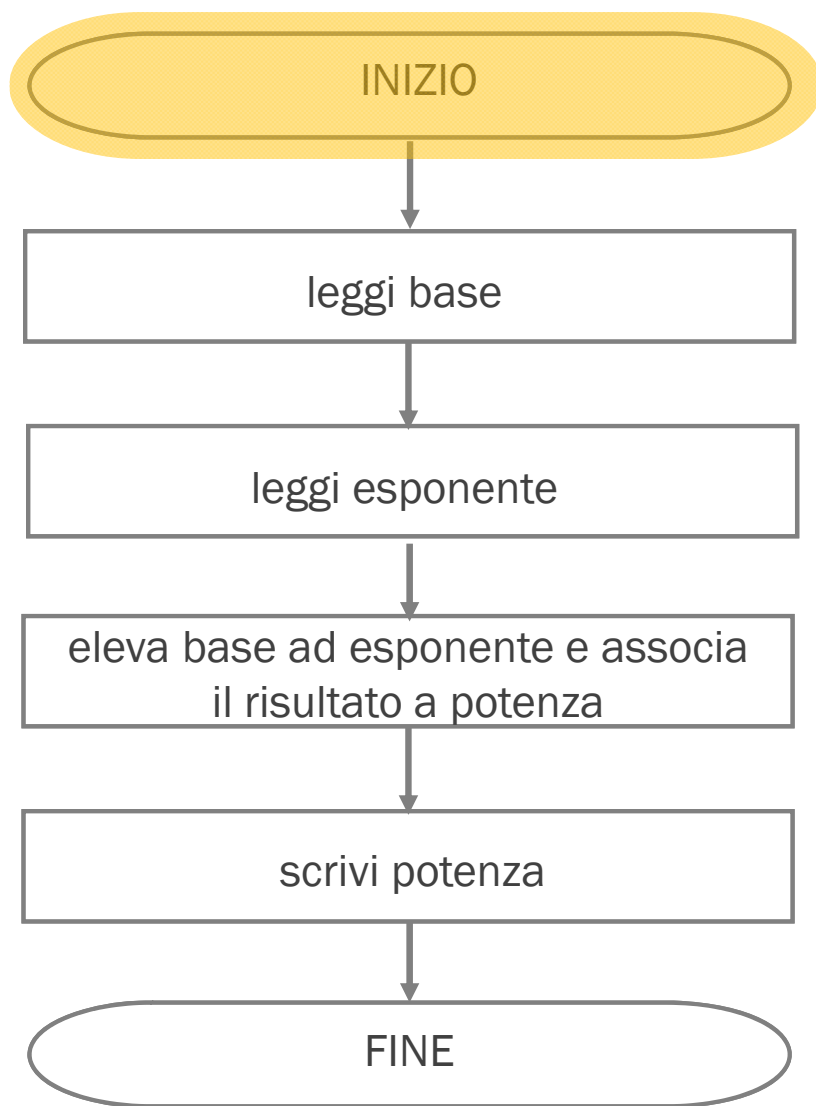 INIZIO
leggi base
leggi esponente
eleva base ad esponente e associa
il risultato a potenza
scrivi potenza
FINE